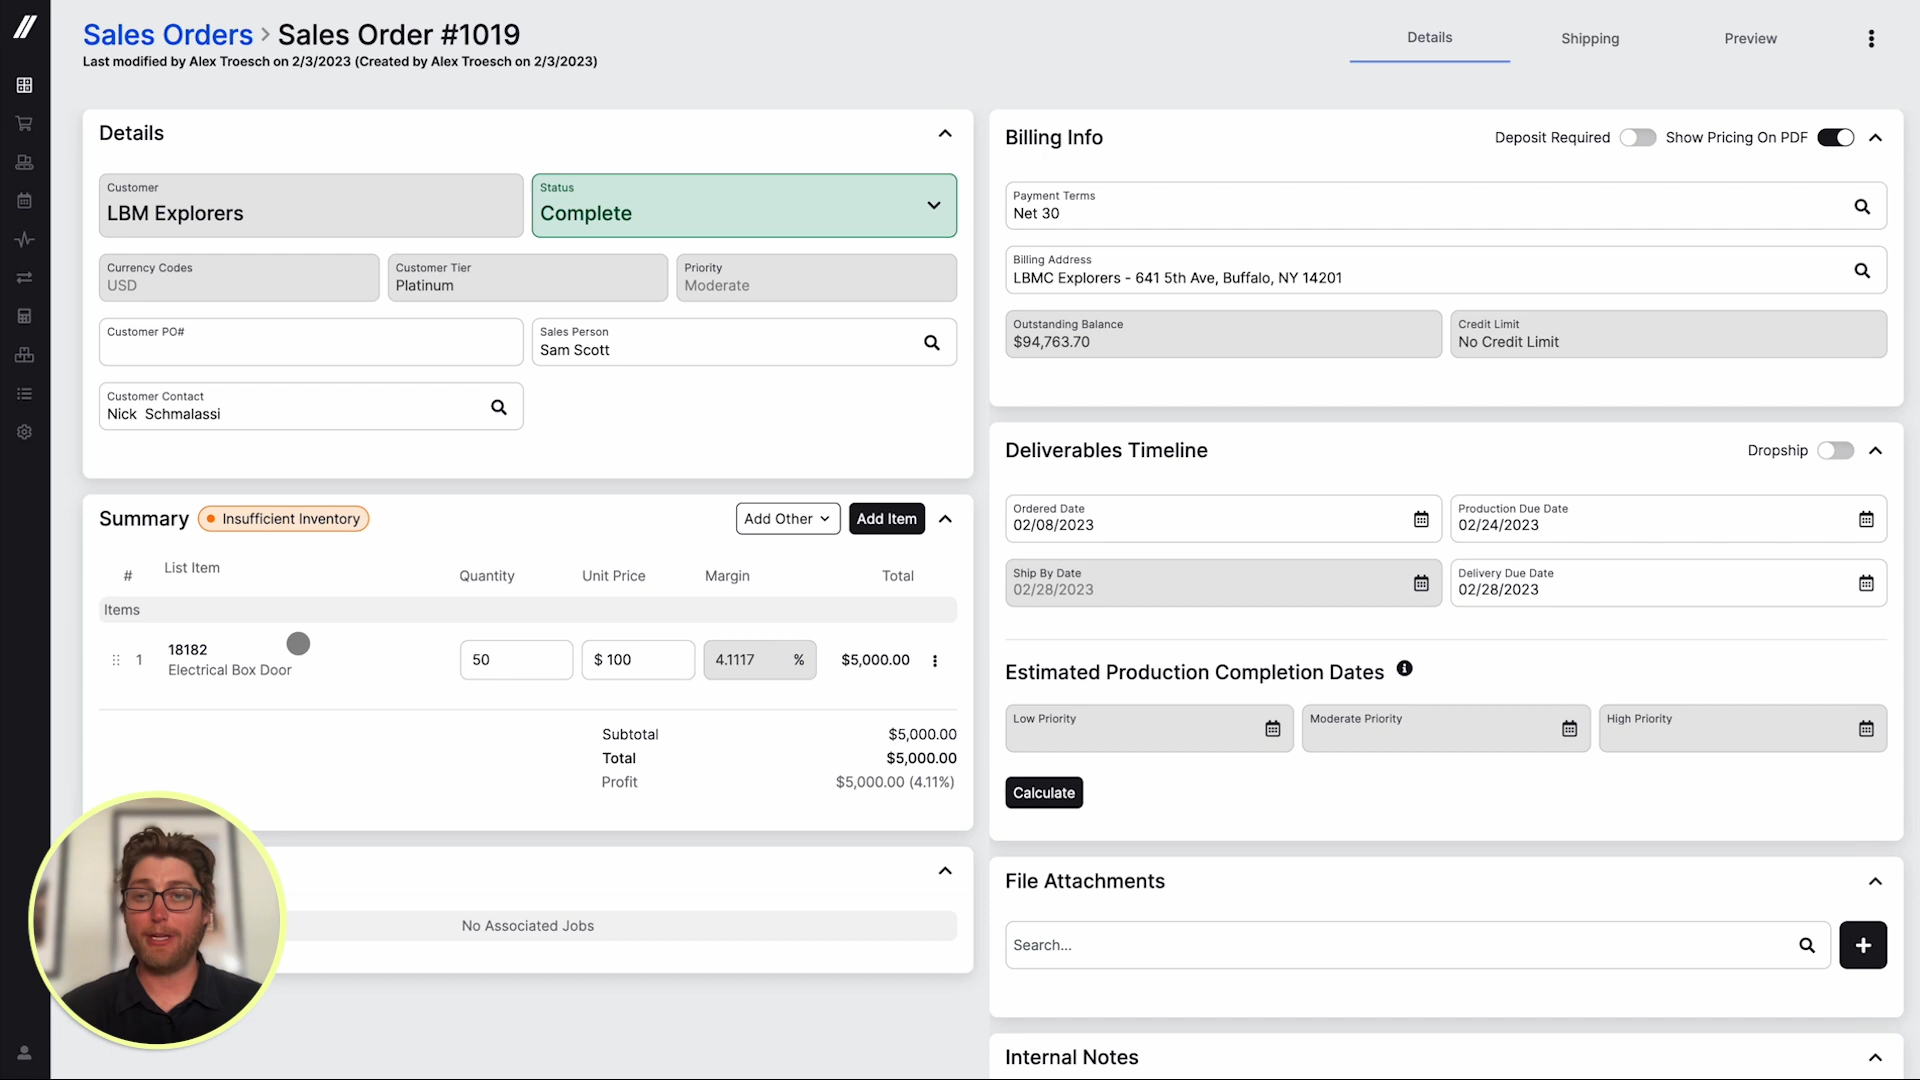 Sales Orders > Sales Order #1019
Last modified by Alex Troesch on 2/3/2023 (Created by Alex Troesch on 2/3/2023)
Details
Shipping
Preview
Details
Customer
LBM Explorers
Status
Complete
Currency Codes
USD
Customer Tier
Platinum
Priority
Moderate
Customer PO#
Sales Person
Sam Scott
Customer Contact
Nick Schmalassi
Summary
Insufficient Inventory
Add Other
Add Item
# List Item Quantity Unit Price Margin Total
Items
1
18182
Electrical Box Door
50
$ 100
4.1117 %
$5,000.00
Subtotal $5,000.00
Total $5,000.00
Profit $5,000.00 (4.11%)
No Associated Jobs
Billing Info
Deposit Required
Show Pricing On PDF
Payment Terms
Net 30
Billing Address
LBMC Explorers - 641 5th Ave, Buffalo, NY 14201
Outstanding Balance
$94,763.70
Credit Limit
No Credit Limit
Deliverables Timeline
Dropship
Ordered Date
02/08/2023
Production Due Date
02/24/2023
Ship By Date
02/28/2023
Delivery Due Date
02/28/2023
Estimated Production Completion Dates
Low Priority
Moderate Priority
High Priority
Calculate
File Attachments
Search...
Internal Notes